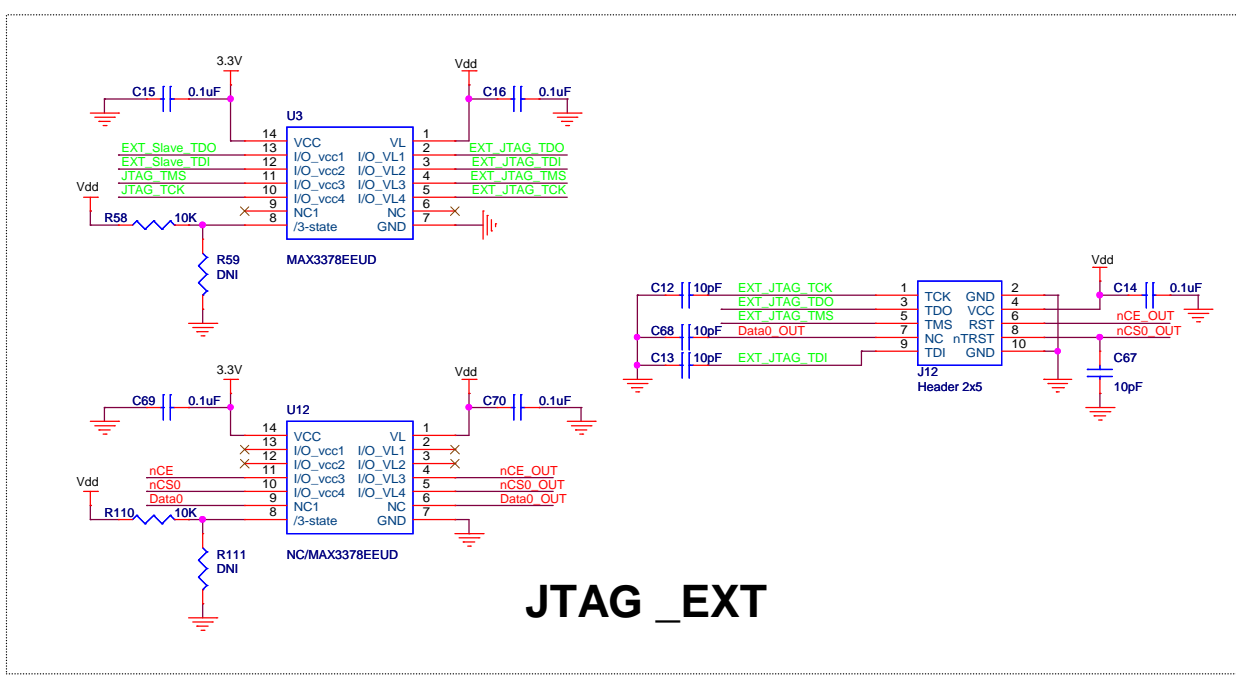 3.3V
Vdd
C15 0.1uF
C16 0.1uF
U3
14 VCC VL 1
EXT_Slave_TDO 13 I/O_vcc1 I/O_VL1 2 EXT_JTAG_TDO
EXT_Slave_TDI 12 I/O_vcc2 I/O_VL2 3 EXT_JTAG_TDI
JTAG_TMS 11 I/O_vcc3 I/O_VL3 4 EXT_JTAG_TMS
JTAG_TCK 10 I/O_vcc4 I/O_VL4 5 EXT_JTAG_TCK
9 NC1 NC 6
8 /3-state GND 7
Vdd
R58 10K
R59
DNI
MAX3378EEUD
Vdd
C12 10pF EXT_JTAG_TCK 1 TCK GND 2
EXT_JTAG_TDO 3 TDO VCC 4
EXT_JTAG_TMS 5 TMS RST 6 nCE_OUT
C68 10pF Data0_OUT 7 NC nTRST 8 nCS0_OUT
C13 10pF EXT_JTAG_TDI 9 TDI GND 10
C14 0.1uF
J12
Header 2x5
C67
10pF
3.3V
Vdd
C69 0.1uF
C70 0.1uF
U12
14 VCC VL 1
13 I/O_vcc1 I/O_VL1 2
12 I/O_vcc2 I/O_VL2 3
nCE 11 I/O_vcc3 I/O_VL3 4 nCE_OUT
nCS0 10 I/O_vcc4 I/O_VL4 5 nCS0_OUT
Data0 9 NC1 NC 6 Data0_OUT
8 /3-state GND 7
Vdd
R110 10K
R111
DNI
NC/MAX3378EEUD
JTAG _EXT